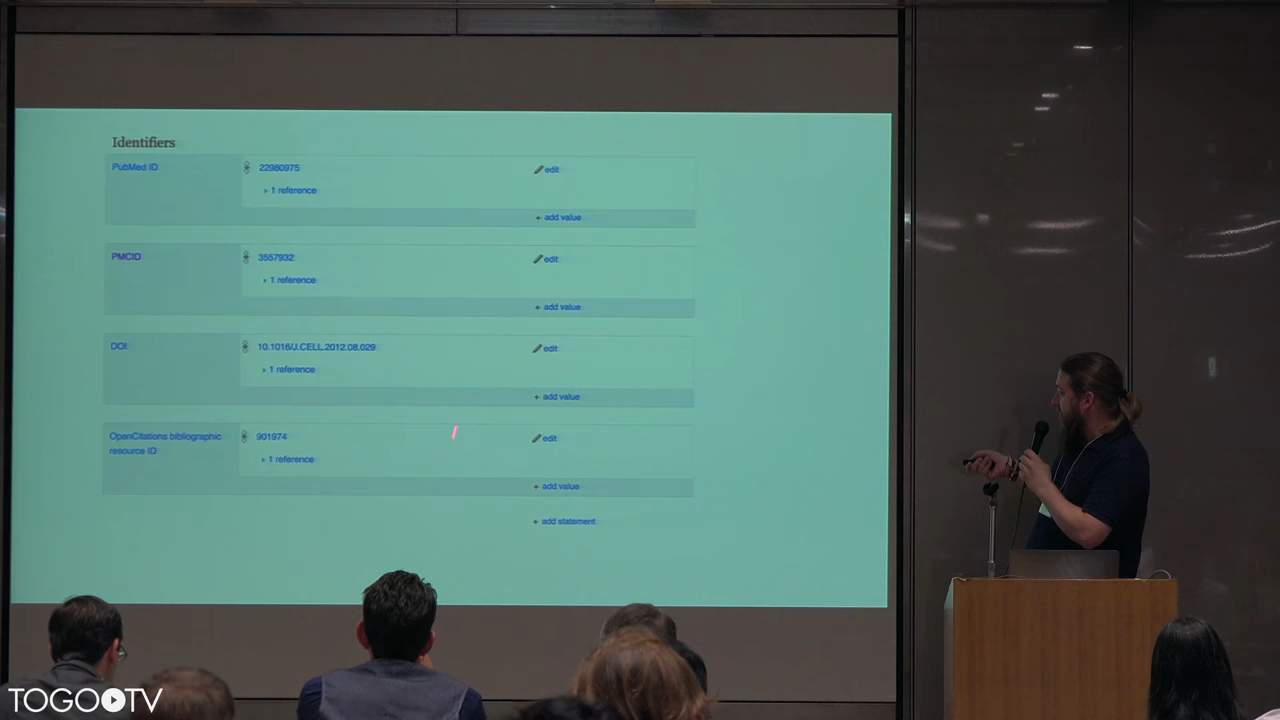 Identifiers
PubMed ID
22980975
edit
1 reference
+ add value
PMCID
3557932
edit
1 reference
+ add value
DOI
10.1016/J.CELL.2012.08.029
edit
1 reference
+ add value
OpenCitations bibliographic
resource ID
901974
edit
1 reference
+ add value
+ add statement
TOGOTV